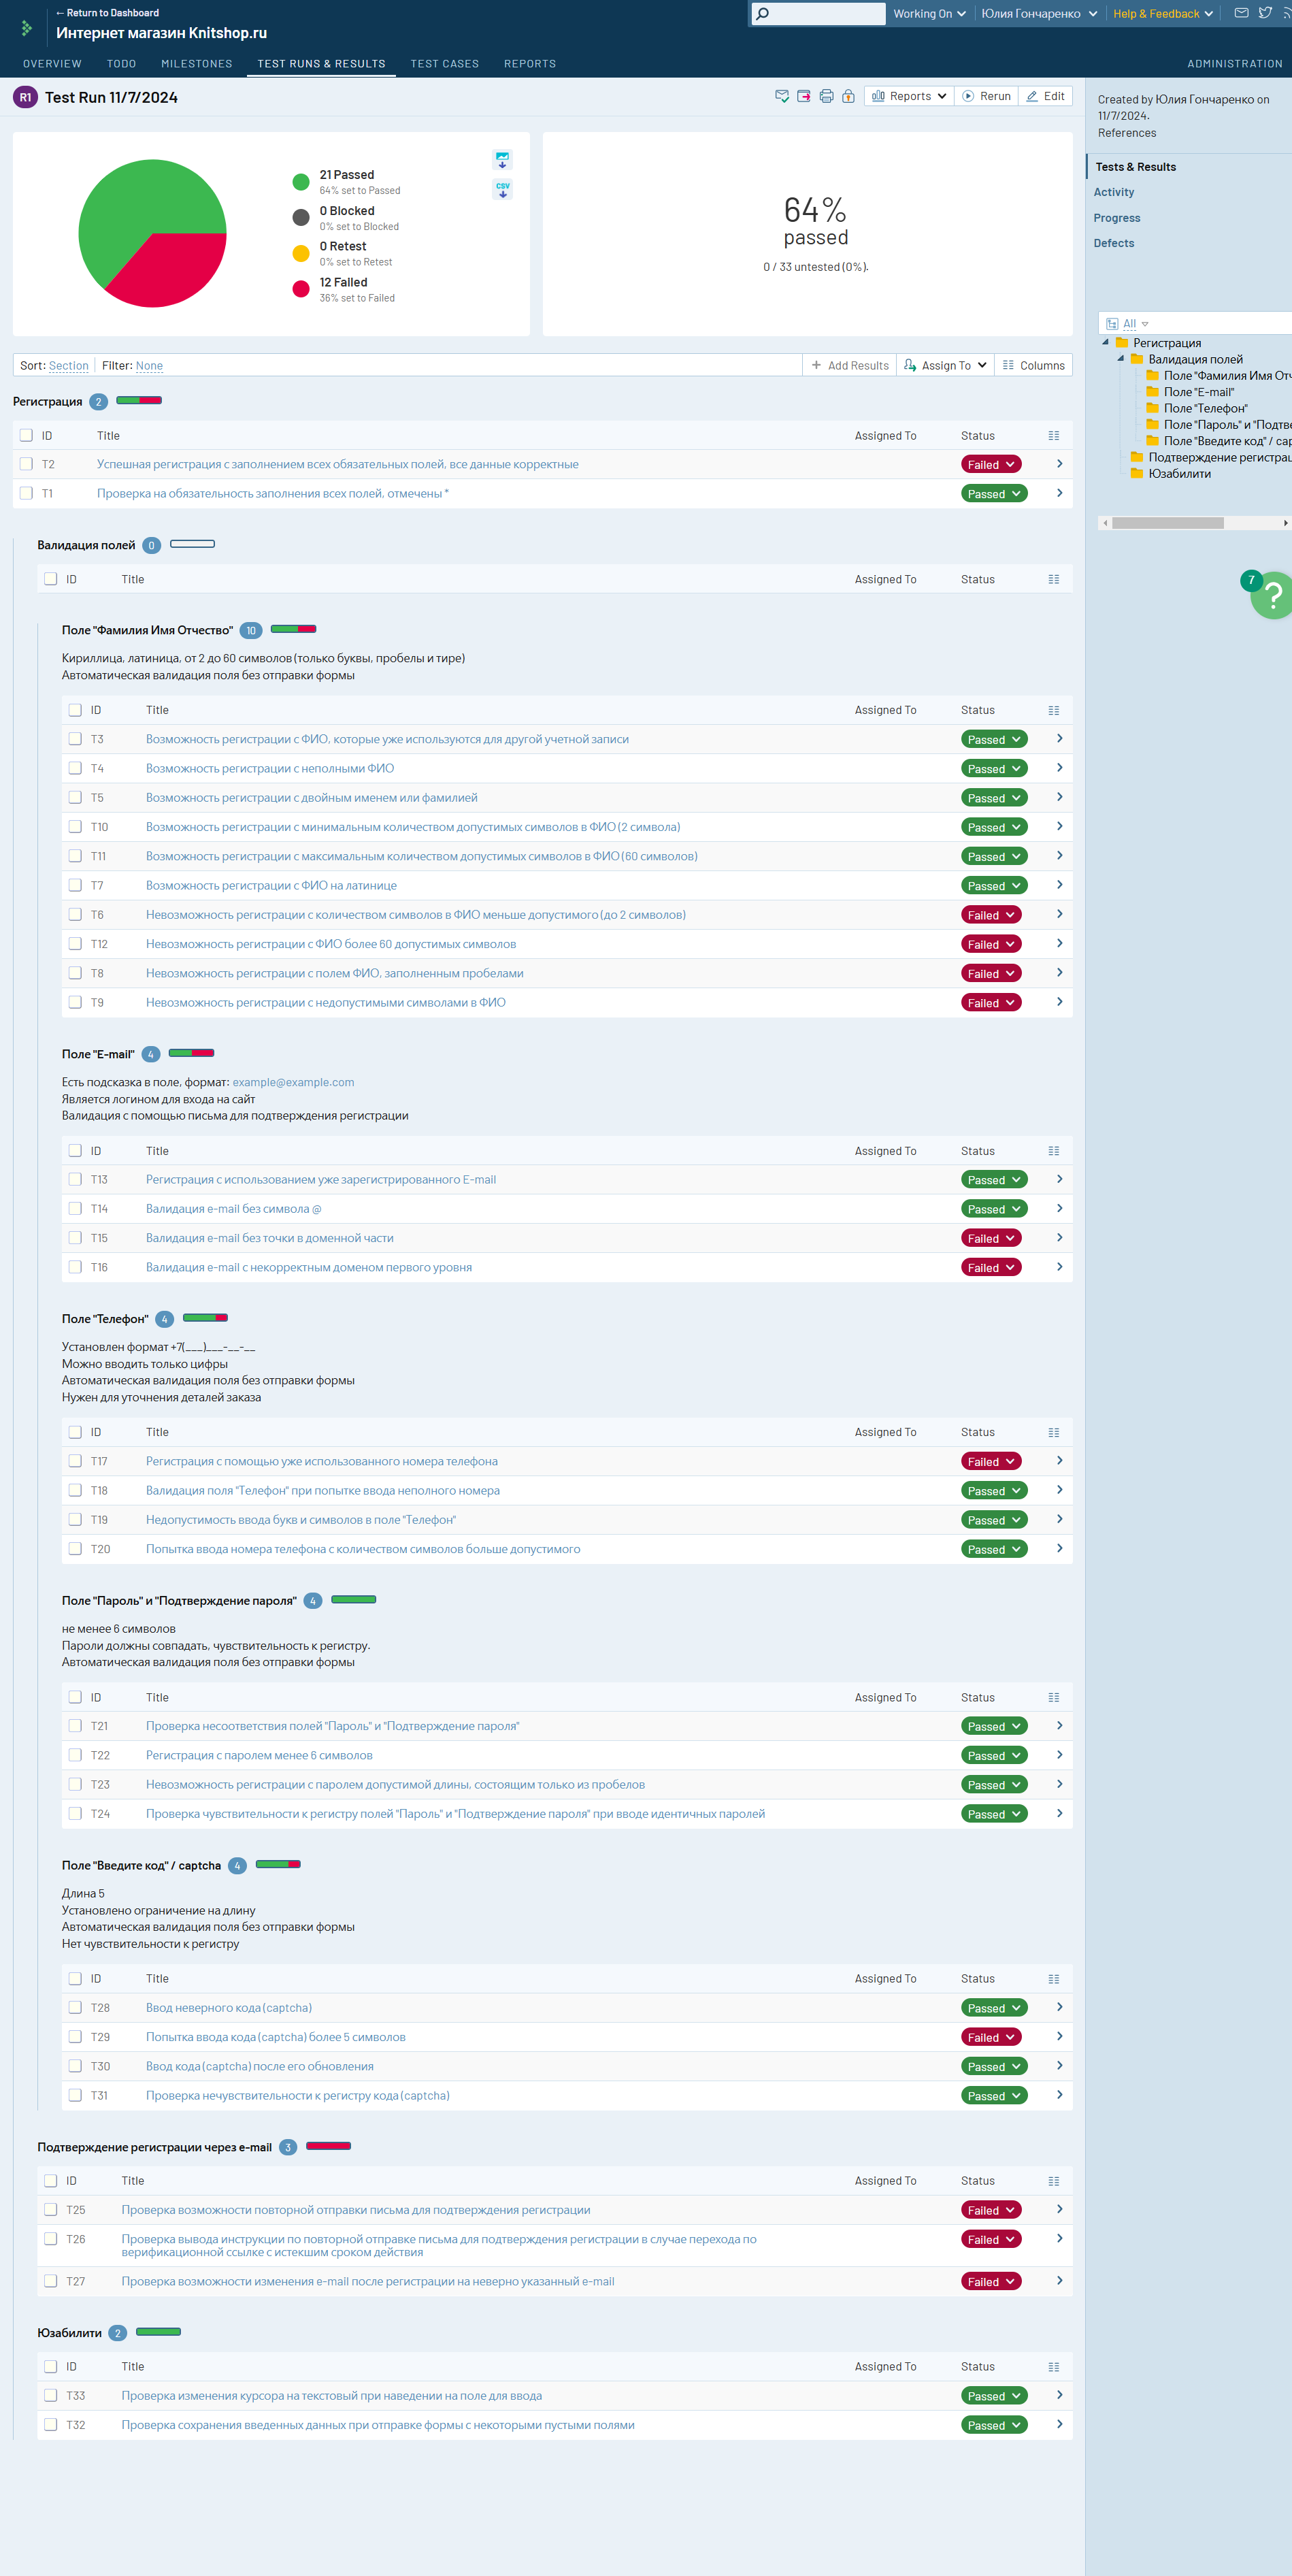 ← Return to Dashboard
Интернет магазин Knitshop.ru
Working On
Юлия Гончаренко
Help & Feedback
OVERVIEW TODO MILESTONES TEST RUNS & RESULTS TEST CASES REPORTS ADMINISTRATION
R1 Test Run 11/7/2024
Reports Rerun Edit
Created by Юлия Гончаренко on
11/7/2024.
References
Tests & Results
Activity
Progress
Defects
21 Passed
64% set to Passed
0 Blocked
0% set to Blocked
0 Retest
0% set to Retest
12 Failed
36% set to Failed
CSV
64%
passed
0 / 33 untested (0%).
All
Регистрация
Валидация полей
Поле "Фамилия Имя Отч
Поле "E-mail"
Поле "Телефон"
Поле "Пароль" и "Подтве
Поле "Введите код" / cap
Подтверждение регистрац
Юзабилити
7
?
Sort: Section Filter: None + Add Results Assign To Columns
Регистрация 2
ID Title Assigned To Status
T2 Успешная регистрация с заполнением всех обязательных полей, все данные корректные Failed
T1 Проверка на обязательность заполнения всех полей, отмечены * Passed
Валидация полей 0
ID Title Assigned To Status
Поле "Фамилия Имя Отчество" 10
Кириллица, латиница, от 2 до 60 символов (только буквы, пробелы и тире)
Автоматическая валидация поля без отправки формы
ID Title Assigned To Status
T3 Возможность регистрации с ФИО, которые уже используются для другой учетной записи Passed
T4 Возможность регистрации с неполными ФИО Passed
T5 Возможность регистрации с двойным именем или фамилией Passed
T10 Возможность регистрации с минимальным количеством допустимых символов в ФИО (2 символа) Passed
T11 Возможность регистрации с максимальным количеством допустимых символов в ФИО (60 символов) Passed
T7 Возможность регистрации с ФИО на латинице Passed
T6 Невозможность регистрации с количеством символов в ФИО меньше допустимого (до 2 символов) Failed
T12 Невозможность регистрации с ФИО более 60 допустимых символов Failed
T8 Невозможность регистрации с полем ФИО, заполненным пробелами Failed
T9 Невозможность регистрации с недопустимыми символами в ФИО Failed
Поле "E-mail" 4
Есть подсказка в поле, формат: example@example.com
Является логином для входа на сайт
Валидация с помощью письма для подтверждения регистрации
ID Title Assigned To Status
T13 Регистрация с использованием уже зарегистрированного E-mail Passed
T14 Валидация e-mail без символа @ Passed
T15 Валидация e-mail без точки в доменной части Failed
T16 Валидация e-mail с некорректным доменом первого уровня Failed
Поле "Телефон" 4
Установлен формат +7(___)___-__-__
Можно вводить только цифры
Автоматическая валидация поля без отправки формы
Нужен для уточнения деталей заказа
ID Title Assigned To Status
T17 Регистрация с помощью уже использованного номера телефона Failed
T18 Валидация поля "Телефон" при попытке ввода неполного номера Passed
T19 Недопустимость ввода букв и символов в поле "Телефон" Passed
T20 Попытка ввода номера телефона с количеством символов больше допустимого Passed
Поле "Пароль" и "Подтверждение пароля" 4
не менее 6 символов
Пароли должны совпадать, чувствительность к регистру.
Автоматическая валидация поля без отправки формы
ID Title Assigned To Status
T21 Проверка несоответствия полей "Пароль" и "Подтверждение пароля" Passed
T22 Регистрация с паролем менее 6 символов Passed
T23 Невозможность регистрации с паролем допустимой длины, состоящим только из пробелов Passed
T24 Проверка чувствительности к регистру полей "Пароль" и "Подтверждение пароля" при вводе идентичных паролей Passed
Поле "Введите код" / captcha 4
Длина 5
Установлено ограничение на длину
Автоматическая валидация поля без отправки формы
Нет чувствительности к регистру
ID Title Assigned To Status
T28 Ввод неверного кода (captcha) Passed
T29 Попытка ввода кода (captcha) более 5 символов Failed
T30 Ввод кода (captcha) после его обновления Passed
T31 Проверка нечувствительности к регистру кода (captcha) Passed
Подтверждение регистрации через e-mail 3
ID Title Assigned To Status
T25 Проверка возможности повторной отправки письма для подтверждения регистрации Failed
T26 Проверка вывода инструкции по повторной отправке письма для подтверждения регистрации в случае перехода по Failed
верификационной ссылке с истекшим сроком действия
T27 Проверка возможности изменения e-mail после регистрации на неверно указанный e-mail Failed
Юзабилити 2
ID Title Assigned To Status
T33 Проверка изменения курсора на текстовый при наведении на поле для ввода Passed
T32 Проверка сохранения введенных данных при отправке формы с некоторыми пустыми полями Passed